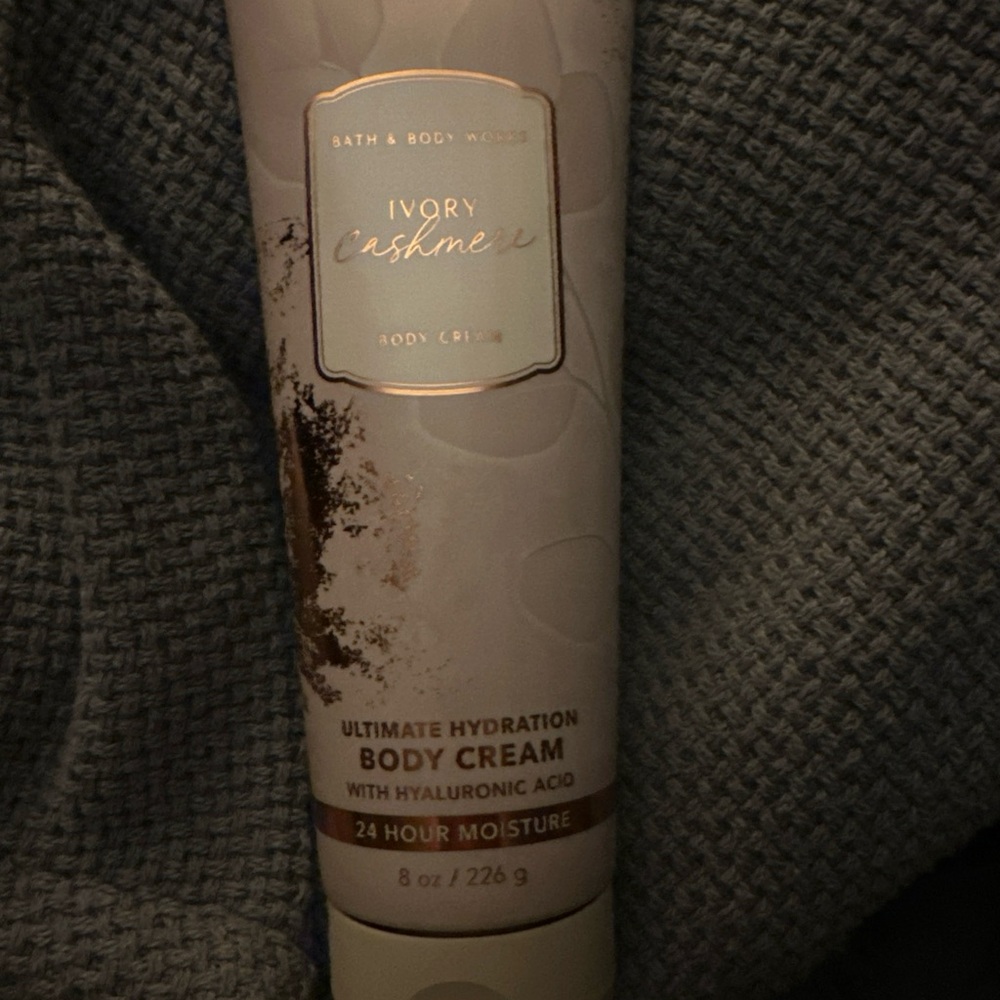 BATH & BODY WORKS
IVORY
Cashmere
BODY CREAM
ULTIMATE HYDRATION
BODY CREAM
WITH HYALURONIC ACID
24 HOUR MOISTURE
8 oz / 226 g